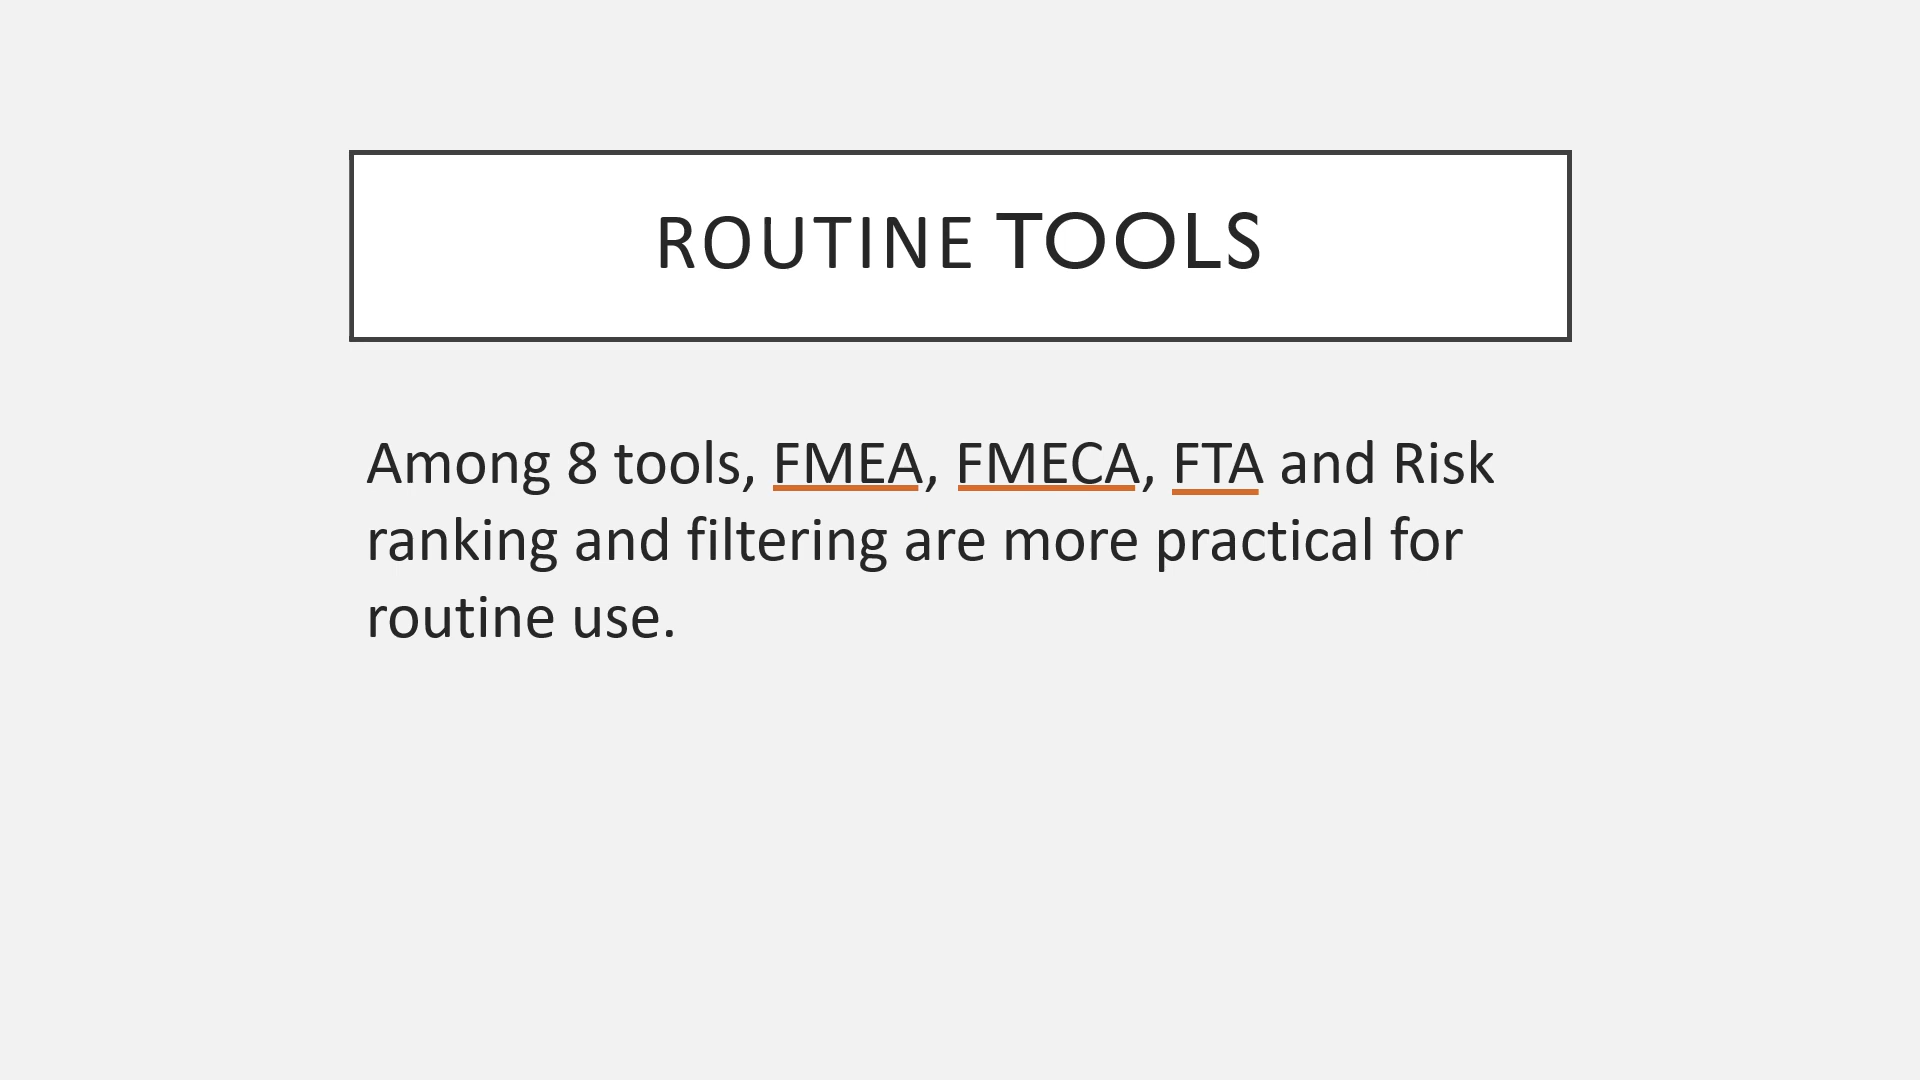 ROUTINE TOOLS
Among 8 tools, FMEA, FMECA, FTA and Risk
ranking and filtering are more practical for
routine use.